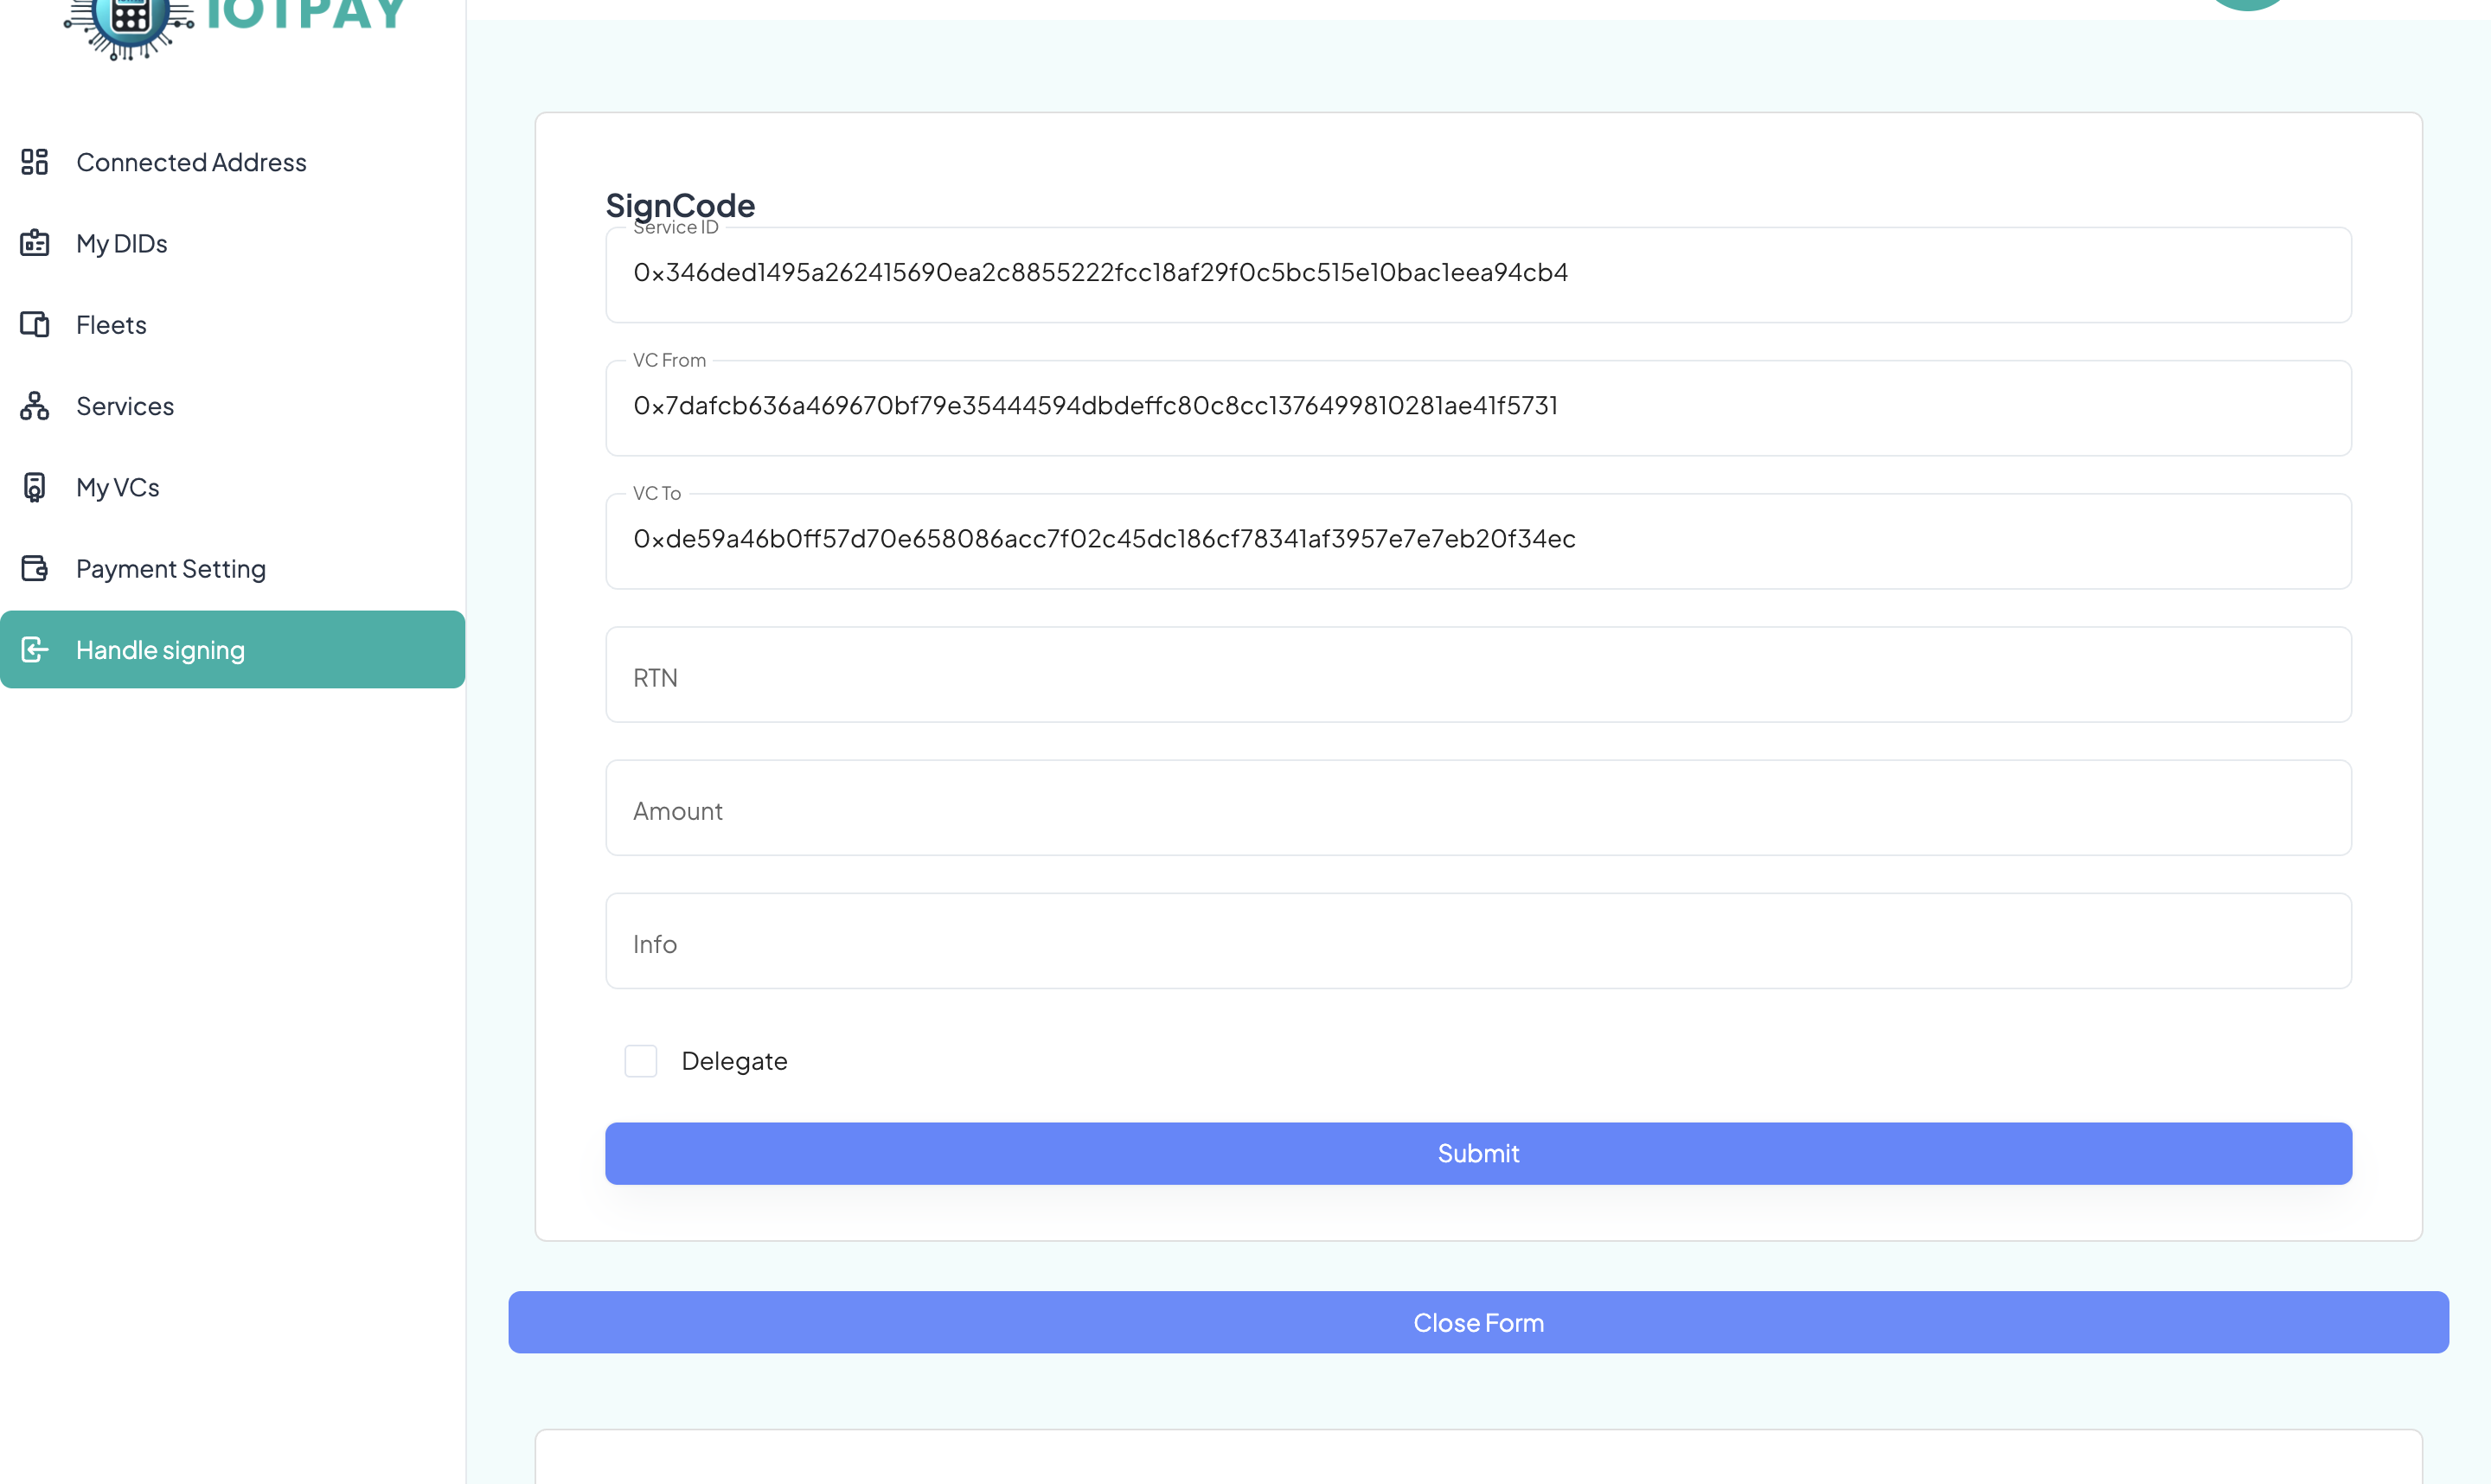 IOTPAY
Connected Address
My DIDs
Fleets
Services
My VCs
Payment Setting
Handle signing
SignCode
Service ID
0x346ded1495a262415690ea2c8855222fcc18af29f0c5bc515e10bac1eea94cb4
VC From
0x7dafcb636a469670bf79e35444594dbdeffc80c8cc1376499810281ae41f5731
VC To
0xde59a46b0ff57d70e658086acc7f02c45dc186cf78341af3957e7e7eb20f34ec
RTN
Amount
Info
Delegate
Submit
Close Form